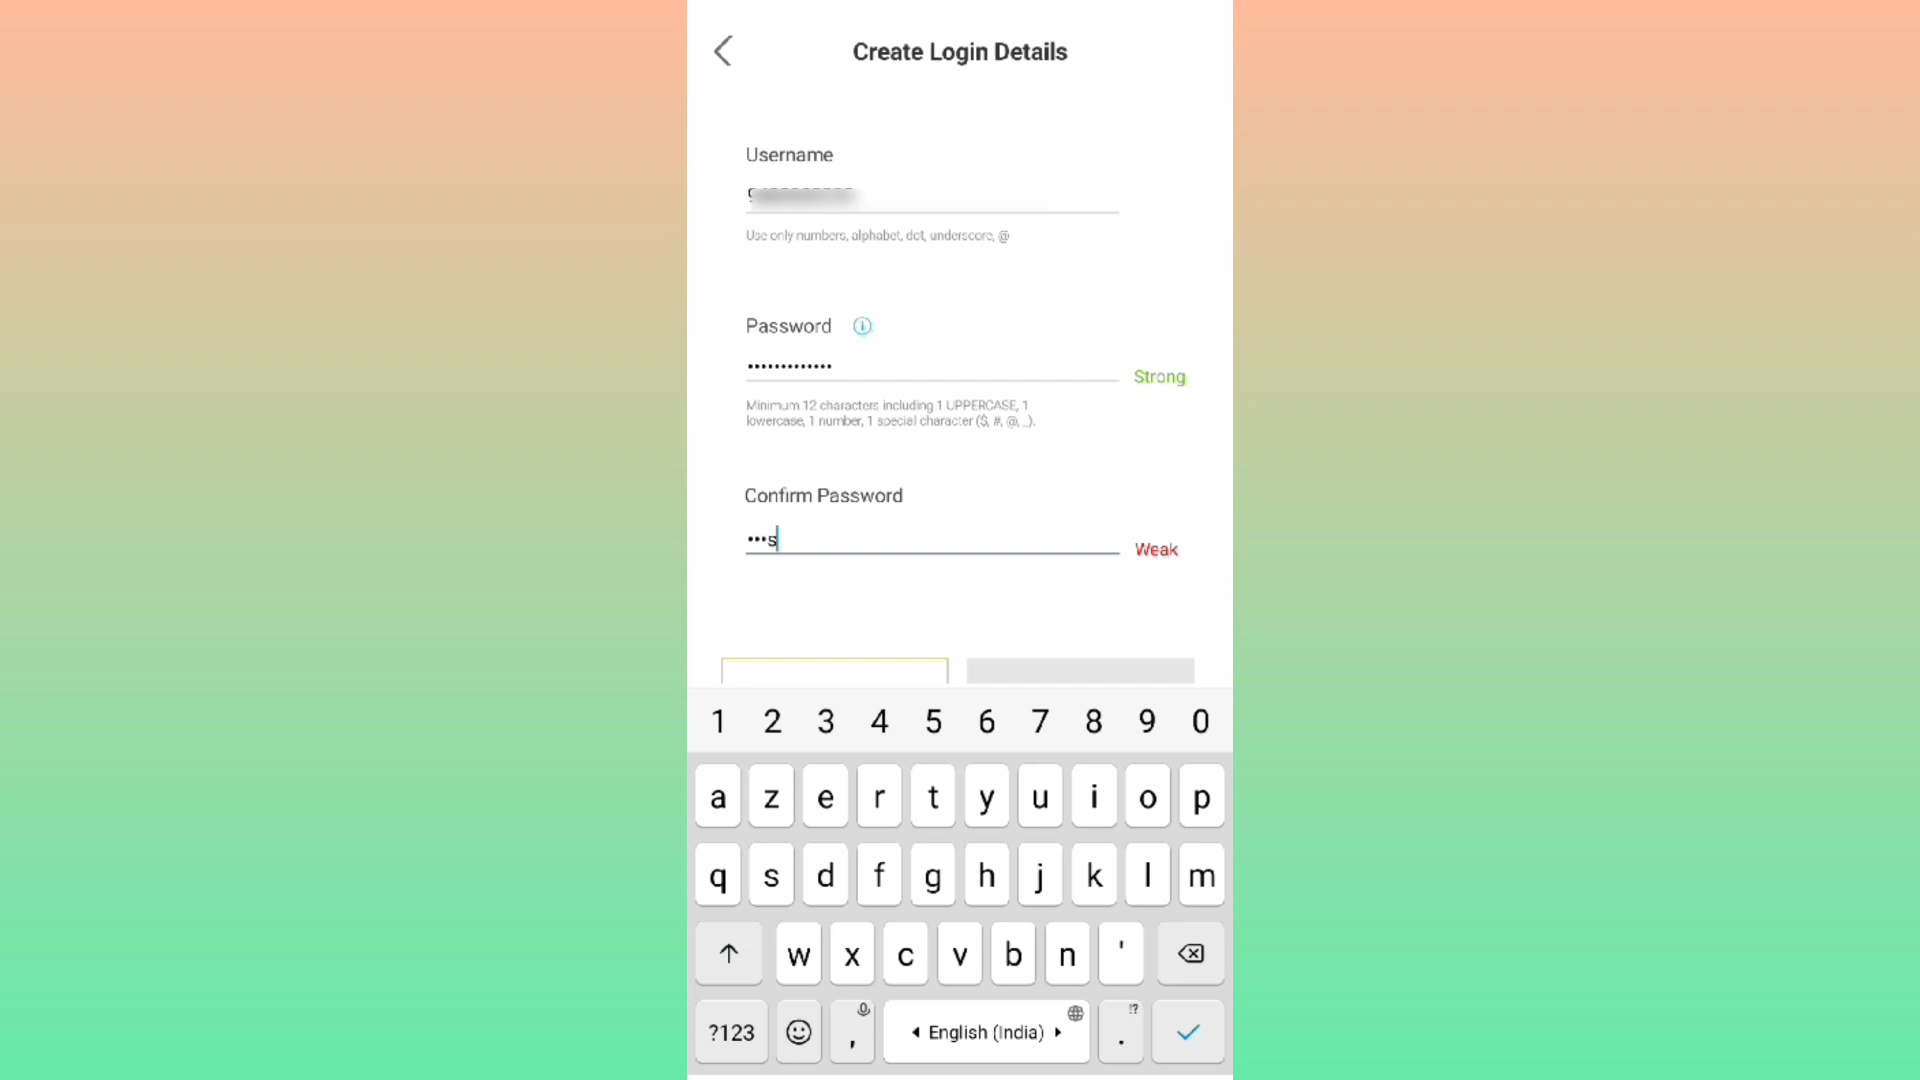 Create Login Details
Username
Use only numbers, alphabet, dot, underscore, @
Password
•••••••••••••
Strong
Minimum 12 characters including 1 UPPERCASE, 1
lowercase, 1 number, 1 special character ($, #, @, _).
Confirm Password
•••s
Weak
1 2 3 4 5 6 7 8 9 0
a z e r t y u i o p
q s d f g h j k l m
w x c v b n '
?123 , English (India) !? .